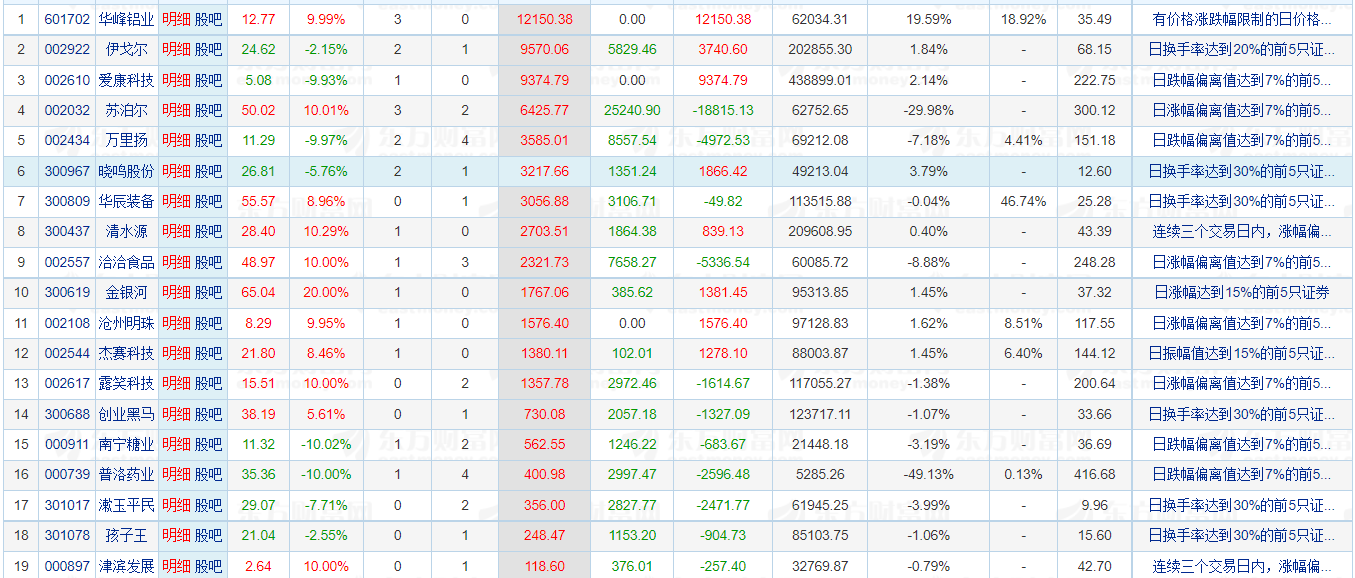 1 601702 华峰铝业 明细 股吧 12.77 9.99% 3 0 12150.38 0.00 12150.38 62034.31 19.59% 18.92% 35.49 有价格涨跌幅限制的日价格...
2 002922 伊戈尔 明细 股吧 24.62 -2.15% 2 1 9570.06 5829.46 3740.60 202855.30 1.84% - 68.15 日换手率达到20%的前5只证...
3 002610 爱康科技 明细 股吧 5.08 -9.93% 1 0 9374.79 0.00 9374.79 438899.01 2.14% - 222.75 日跌幅偏离值达到7%的前5...
4 002032 苏泊尔 明细 股吧 50.02 10.01% 3 2 6425.77 25240.90 -18815.13 62752.65 -29.98% - 300.12 日涨幅偏离值达到7%的前5...
5 002434 万里扬 明细 股吧 11.29 -9.97% 2 4 3585.01 8557.54 -4972.53 69212.08 -7.18% 4.41% 151.18 日跌幅偏离值达到7%的前5...
6 300967 晓鸣股份 明细 股吧 26.81 -5.76% 2 1 3217.66 1351.24 1866.42 49213.04 3.79% - 12.60 日换手率达到30%的前5只证...
7 300809 华辰装备 明细 股吧 55.57 8.96% 0 1 3056.88 3106.71 -49.82 113515.88 -0.04% 46.74% 25.28 日换手率达到30%的前5只证...
8 300437 清水源 明细 股吧 28.40 10.29% 1 0 2703.51 1864.38 839.13 209608.95 0.40% - 43.39 连续三个交易日内，涨幅偏...
9 002557 洽洽食品 明细 股吧 48.97 10.00% 1 3 2321.73 7658.27 -5336.54 60085.72 -8.88% - 248.28 日涨幅偏离值达到7%的前5...
10 300619 金银河 明细 股吧 65.04 20.00% 1 0 1767.06 385.62 1381.45 95313.85 1.45% - 37.32 日涨幅达到15%的前5只证券
11 002108 沧州明珠 明细 股吧 8.29 9.95% 1 0 1576.40 0.00 1576.40 97128.83 1.62% 8.51% 117.55 日涨幅偏离值达到7%的前5...
12 002544 杰赛科技 明细 股吧 21.80 8.46% 1 0 1380.11 102.01 1278.10 88003.87 1.45% 6.40% 144.12 日振幅值达到15%的前5只证...
13 002617 露笑科技 明细 股吧 15.51 10.00% 0 2 1357.78 2972.46 -1614.67 117055.27 -1.38% - 200.64 日涨幅偏离值达到7%的前5...
14 300688 创业黑马 明细 股吧 38.19 5.61% 0 1 730.08 2057.18 -1327.09 123717.11 -1.07% - 33.66 日换手率达到30%的前5只证...
15 000911 南宁糖业 明细 股吧 11.32 -10.02% 1 2 562.55 1246.22 -683.67 21448.18 -3.19% - 36.69 日跌幅偏离值达到7%的前5...
16 000739 普洛药业 明细 股吧 35.36 -10.00% 1 4 400.98 2997.47 -2596.48 5285.26 -49.13% 0.13% 416.68 日跌幅偏离值达到7%的前5...
17 301017 漱玉平民 明细 股吧 29.07 -7.71% 0 2 356.00 2827.77 -2471.77 61945.25 -3.99% - 9.96 日换手率达到30%的前5只证...
18 301078 孩子王 明细 股吧 21.04 -2.55% 0 1 248.47 1153.20 -904.73 85103.75 -1.06% - 15.60 日换手率达到30%的前5只证...
19 000897 津滨发展 明细 股吧 2.64 10.00% 0 1 118.60 376.01 -257.40 32769.87 -0.79% - 42.70 连续三个交易日内，涨幅偏...